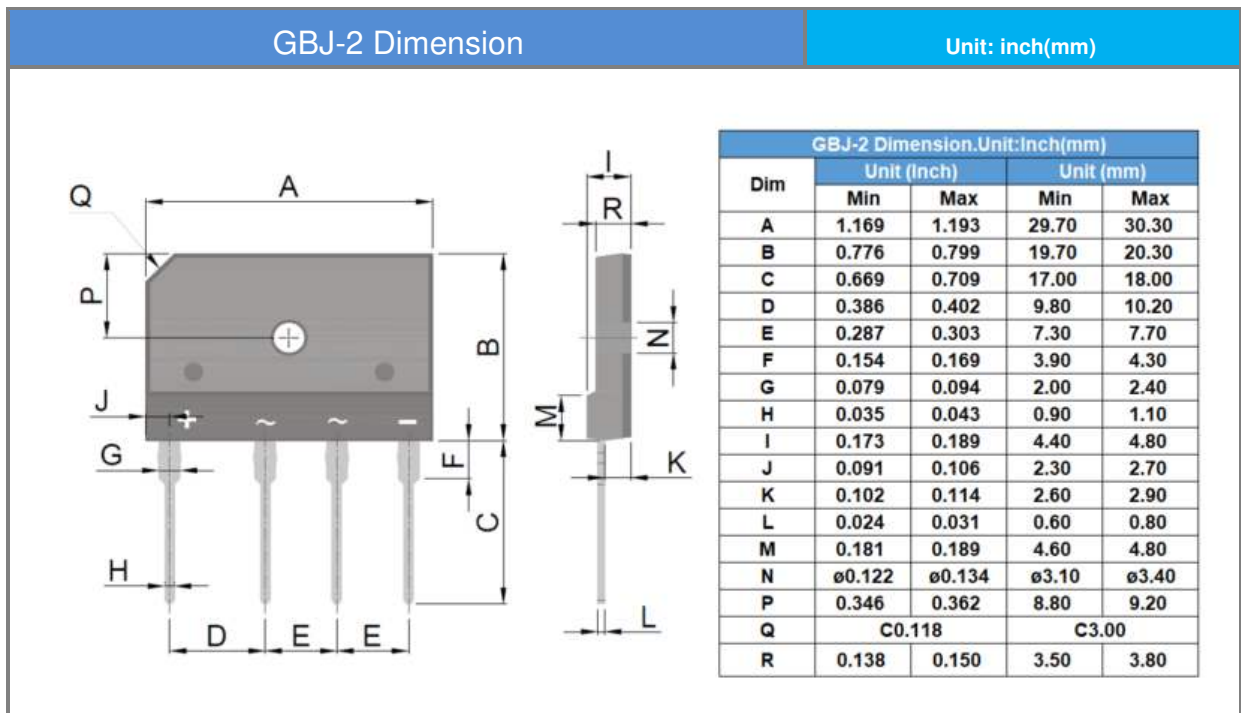 GBJ-2 Dimension Unit: inch(mm)
Q A I R
P B N
J M
+ ~ ~ -
G F K
C
H L
D E E
GBJ-2 Dimension.Unit:Inch(mm)
Dim Unit (Inch) Unit (mm)
Min Max Min Max
A 1.169 1.193 29.70 30.30
B 0.776 0.799 19.70 20.30
C 0.669 0.709 17.00 18.00
D 0.386 0.402 9.80 10.20
E 0.287 0.303 7.30 7.70
F 0.154 0.169 3.90 4.30
G 0.079 0.094 2.00 2.40
H 0.035 0.043 0.90 1.10
I 0.173 0.189 4.40 4.80
J 0.091 0.106 2.30 2.70
K 0.102 0.114 2.60 2.90
L 0.024 0.031 0.60 0.80
M 0.181 0.189 4.60 4.80
N ø0.122 ø0.134 ø3.10 ø3.40
P 0.346 0.362 8.80 9.20
Q C0.118 C3.00
R 0.138 0.150 3.50 3.80